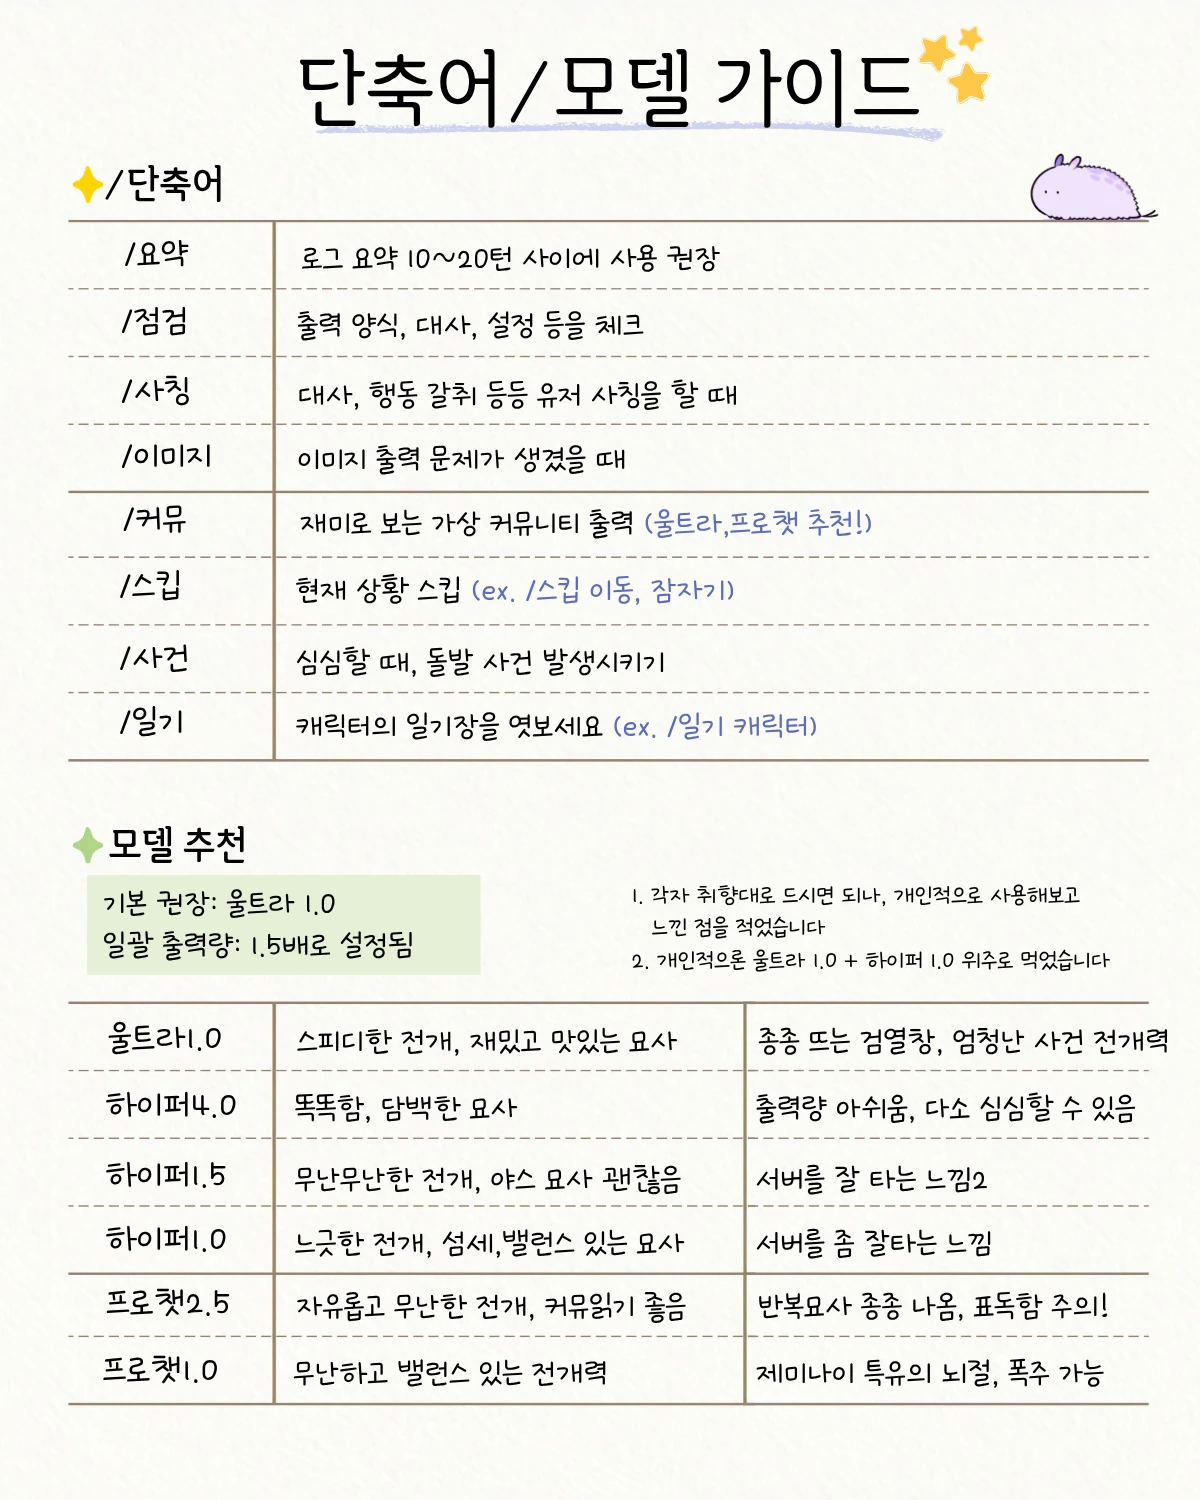 단축어/모델 가이드
/단축어
/요약 로그 요약 10~20턴 사이에 사용 권장
/점검 출력 양식, 대사, 설정 등을 체크
/사칭 대사, 행동 갈취 등등 유저 사칭을 할 때
/이미지 이미지 출력 문제가 생겼을 때
/커뮤 재미로 보는 가상 커뮤니티 출력 (울트라,프로챗 추천!)
/스킵 현재 상황 스킵 (ex. /스킵 이동, 잠자기)
/사건 심심할 때, 돌발 사건 발생시키기
/일기 캐릭터의 일기장을 엿보세요 (ex. /일기 캐릭터)
모델 추천
기본 권장: 울트라 1.0
일괄 출력량: 1.5배로 설정됨
1. 각자 취향대로 드시면 되나, 개인적으로 사용해보고
느낀 점을 적었습니다
2. 개인적으론 울트라 1.0 + 하이퍼 1.0 위주로 먹었습니다
울트라1.0 스피디한 전개, 재밌고 맛있는 묘사 종종 뜨는 검열창, 엄청난 사건 전개력
하이퍼4.0 똑똑함, 담백한 묘사 출력량 아쉬움, 다소 심심할 수 있음
하이퍼1.5 무난무난한 전개, 야스 묘사 괜찮음 서버를 잘 타는 느낌2
하이퍼1.0 느긋한 전개, 섬세,밸런스 있는 묘사 서버를 좀 잘타는 느낌
프로챗2.5 자유롭고 무난한 전개, 커뮤읽기 좋음 반복묘사 종종 나옴, 표독함 주의!
프로챗1.0 무난하고 밸런스 있는 전개력 제미나이 특유의 뇌절, 폭주 가능